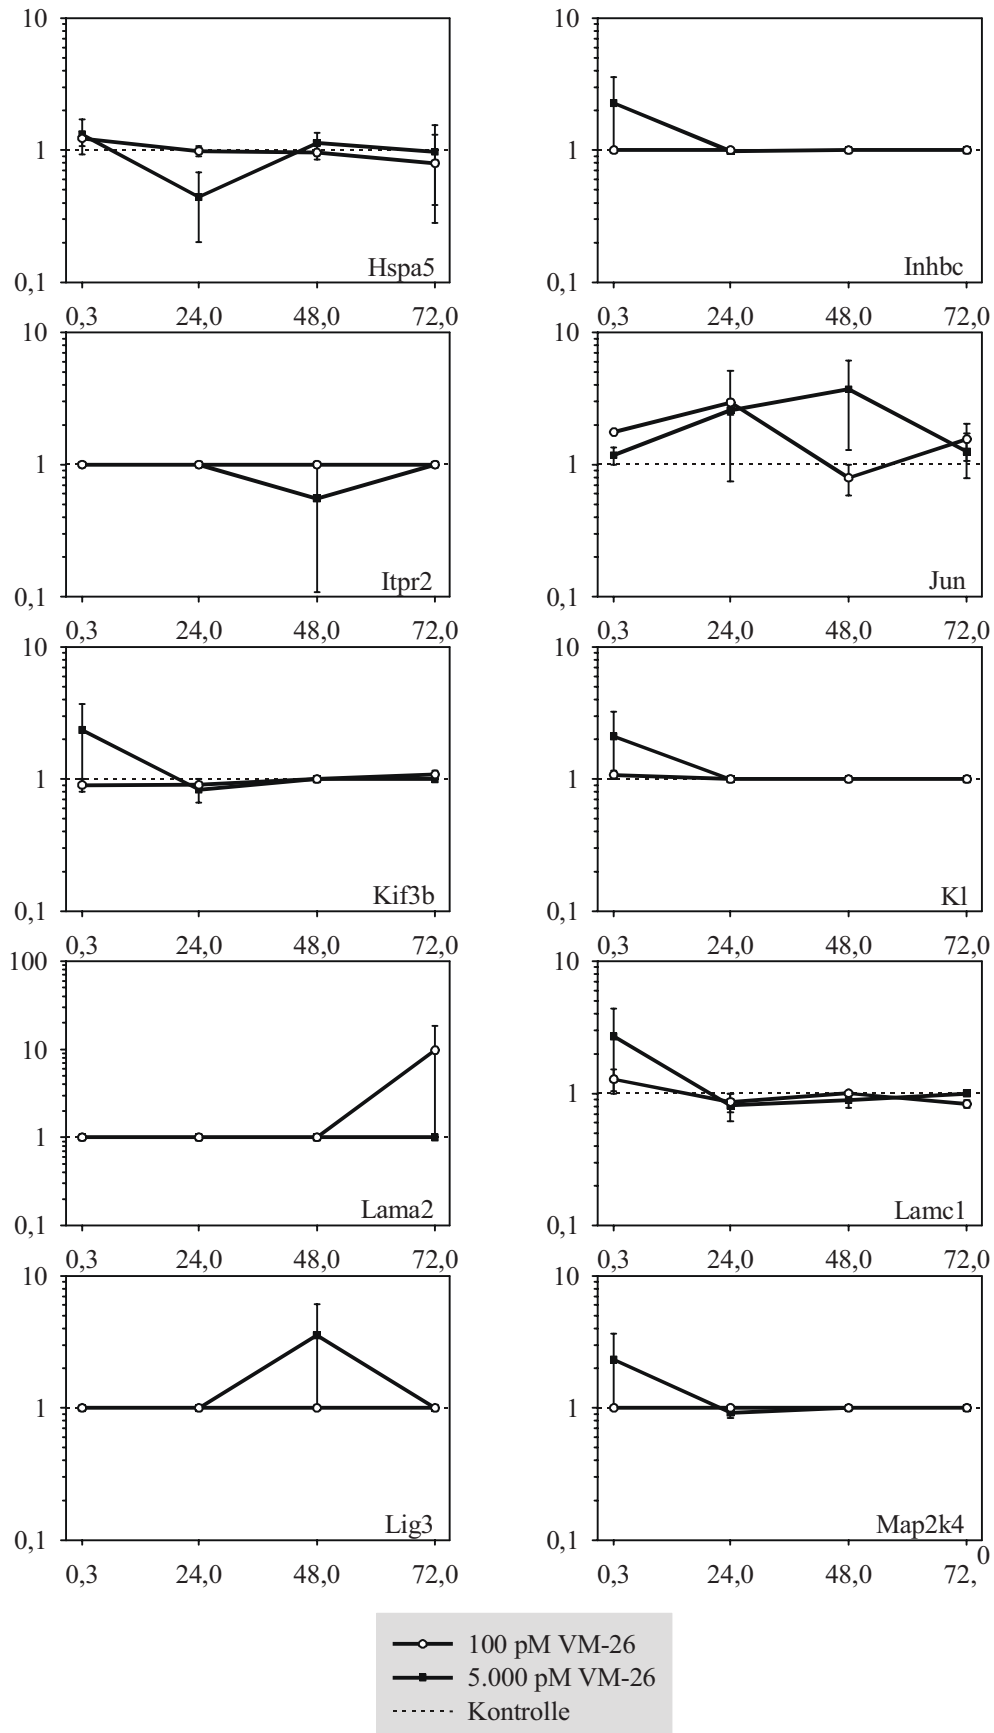 10 10
1 1
0,1 Hspa5 0,1 Inhbc
0,3 24,0 48,0 72,0 0,3 24,0 48,0 72,0
10 10
1 1
0,1 Itpr2 0,1 Jun
0,3 24,0 48,0 72,0 0,3 24,0 48,0 72,0
10 10
1 1
0,1 Kif3b 0,1 Kl
0,3 24,0 48,0 72,0 0,3 24,0 48,0 72,0
100 10
10
1 1
0,1 Lama2 0,1 Lamc1
0,3 24,0 48,0 72,0 0,3 24,0 48,0 72,0
10 10
1 1
0,1 Lig3 0,1 Map2k4
0,3 24,0 48,0 72,0 0,3 24,0 48,0 72,0
100 pM VM-26
5.000 pM VM-26
Kontrolle